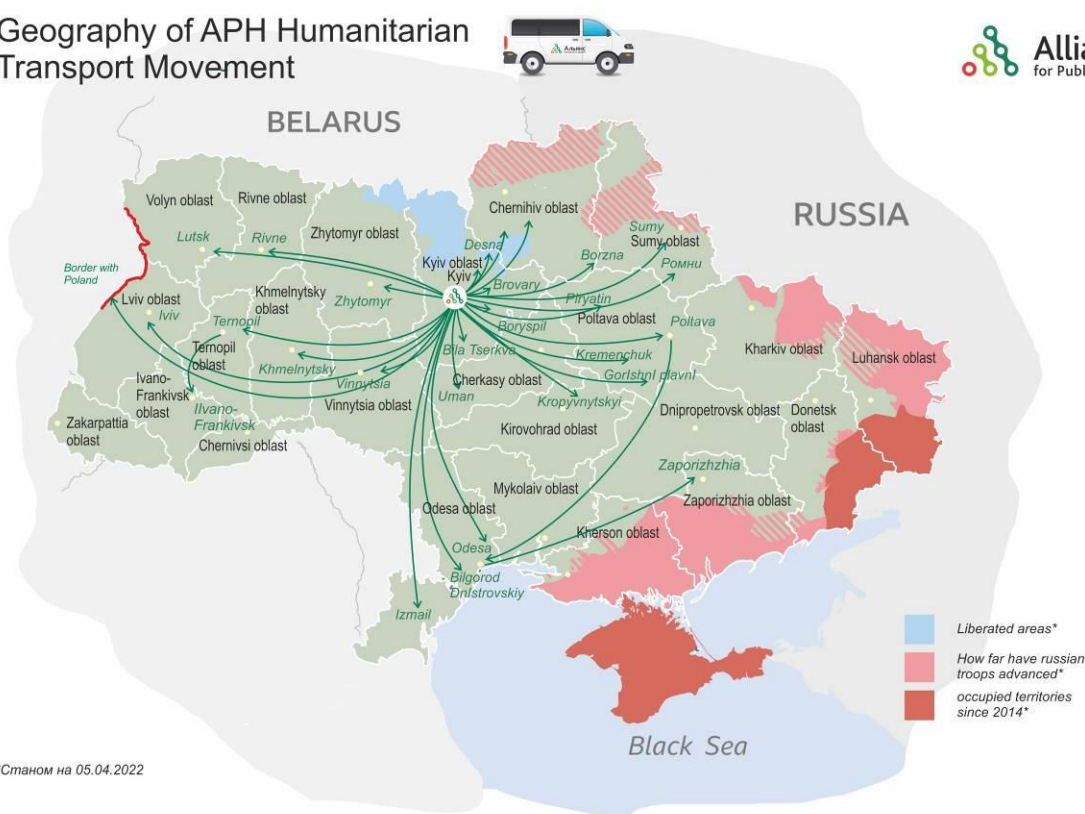 Geography of APH Humanitarian
Transport Movement
Альянс
Allia
for Publ
BELARUS
RUSSIA
Volyn oblast
Rivne oblast
Zhytomyr oblast
Chernihiv oblast
Lutsk
Rivne
Desna
Sumy
Sumy oblast
Borzna
Ромни
Kyiv oblast
Kyiv
Border with
Poland
Brovary
Piryatin
Lviv oblast
lviv
Khmelnytsky
oblast
Zhytomyr
Boryspil
Poltava oblast
Poltava
Ternopil
Ternopil
oblast
Khmelnytsky
Bila Tserkva
Kremenchuk
Kharkiv oblast
Luhansk oblast
Ivano-
Frankivsk
oblast
Vinnytsia
Vinnytsia oblast
Cherkasy oblast
Uman
GorIshnI plavnI
Kropyvnytskyi
IIvano-
Frankivsk
Zakarpattia
oblast
Chernivsi oblast
Kirovohrad oblast
Dnipropetrovsk oblast
Donetsk
oblast
Zaporizhzhia
Zaporizhzhia oblast
Mykolaiv oblast
Odesa oblast
Kherson oblast
Odesa
Bilgorod
DnIstrovskiy
Izmail
Black Sea
Liberated areas*
How far have russian
troops advanced*
occupied territories
since 2014*
*Станом на 05.04.2022